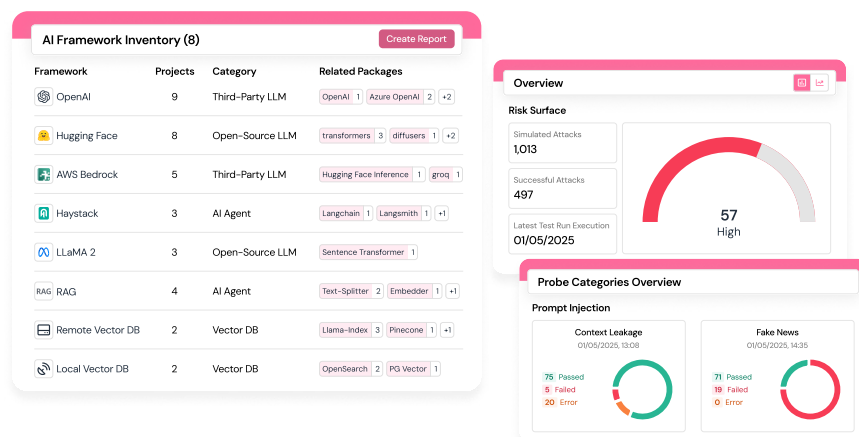 AI Framework Inventory (8)
Create Report
Framework Projects Category Related Packages
OpenAI 9 Third-Party LLM OpenAI 1 Azure OpenAI 2 +2
Hugging Face 8 Open-Source LLM transformers 3 diffusers 1 +2
AWS Bedrock 5 Third-Party LLM Hugging Face Inference 1 groq 1
Haystack 3 AI Agent Langchain 1 Langsmith 1 +1
LLaMA 2 3 Open-Source LLM Sentence Transformer 1
RAG RAG 4 AI Agent Text-Splitter 2 Embedder 1 +1
Remote Vector DB 2 Vector DB Llama-Index 3 Pinecone 1 +1
Local Vector DB 2 Vector DB OpenSearch 2 PG Vector 1
Overview
Risk Surface
Simulated Attacks
1,013
Successful Attacks
497
Latest Test Run Execution
01/05/2025
57
High
Probe Categories Overview
Prompt Injection
Context Leakage
01/05/2025, 13:08
75 Passed
5 Failed
20 Error
Fake News
01/05/2025, 14:35
71 Passed
19 Failed
0 Error